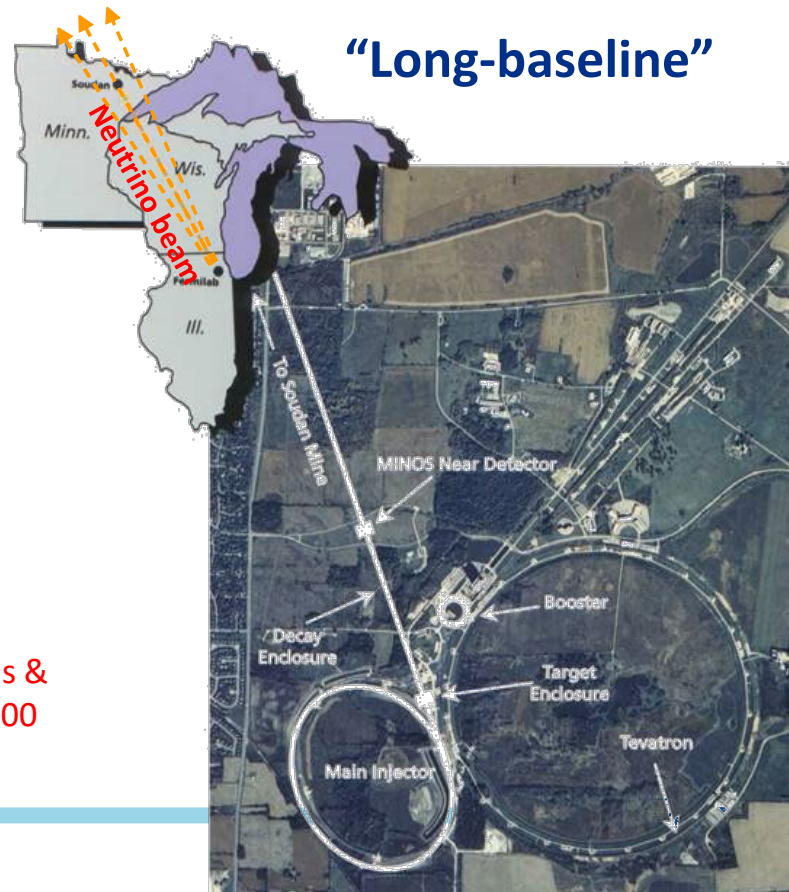 “Long-baseline”
Soudan
Minn.
Wis.
Neutrino beam
Fermilab
Ill.
To Soudan Mine
MINOS Near Detector
Booster
Decay
Enclosure
Target
Enclosure
s &
00
Tevatron
Main Injector